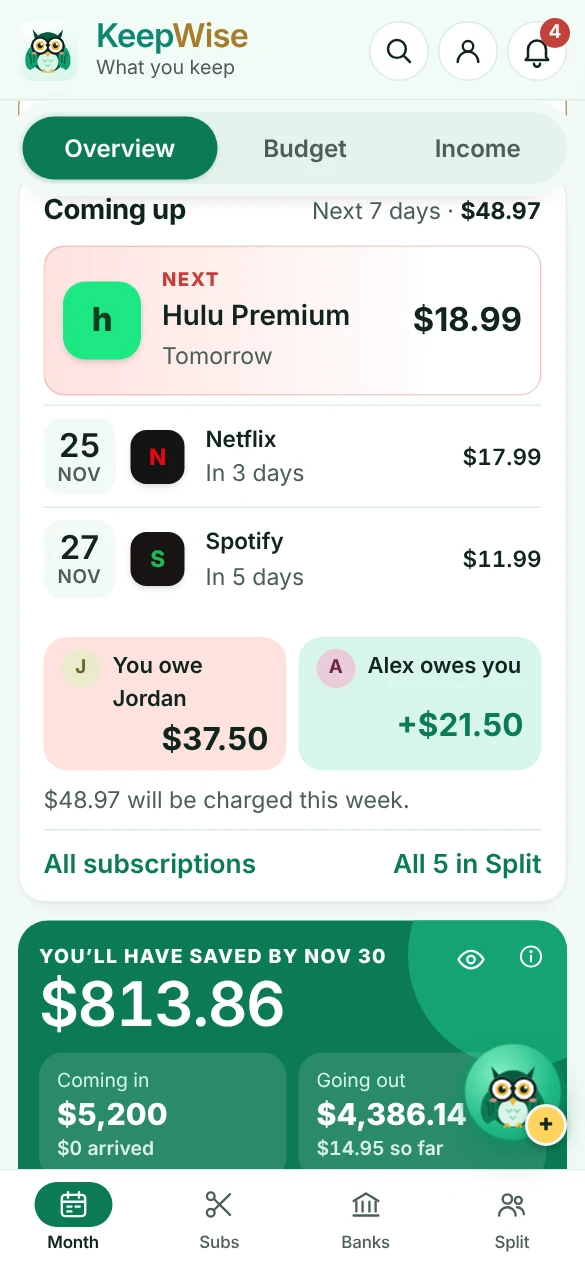 KeepWise
What you keep
4
Overview
Budget
Income
Coming up
Next 7 days · $48.97
h
NEXT
Hulu Premium
Tomorrow
$18.99
25
NOV
N
Netflix
In 3 days
$17.99
27
NOV
S
Spotify
In 5 days
$11.99
J
You owe
Jordan
$37.50
A
Alex owes you
+$21.50
$48.97 will be charged this week.
All subscriptions
All 5 in Split
YOU’LL HAVE SAVED BY NOV 30
$813.86
Coming in
$5,200
$0 arrived
Going out
$4,386.14
$14.95 so far
+
Month
Subs
Banks
Split